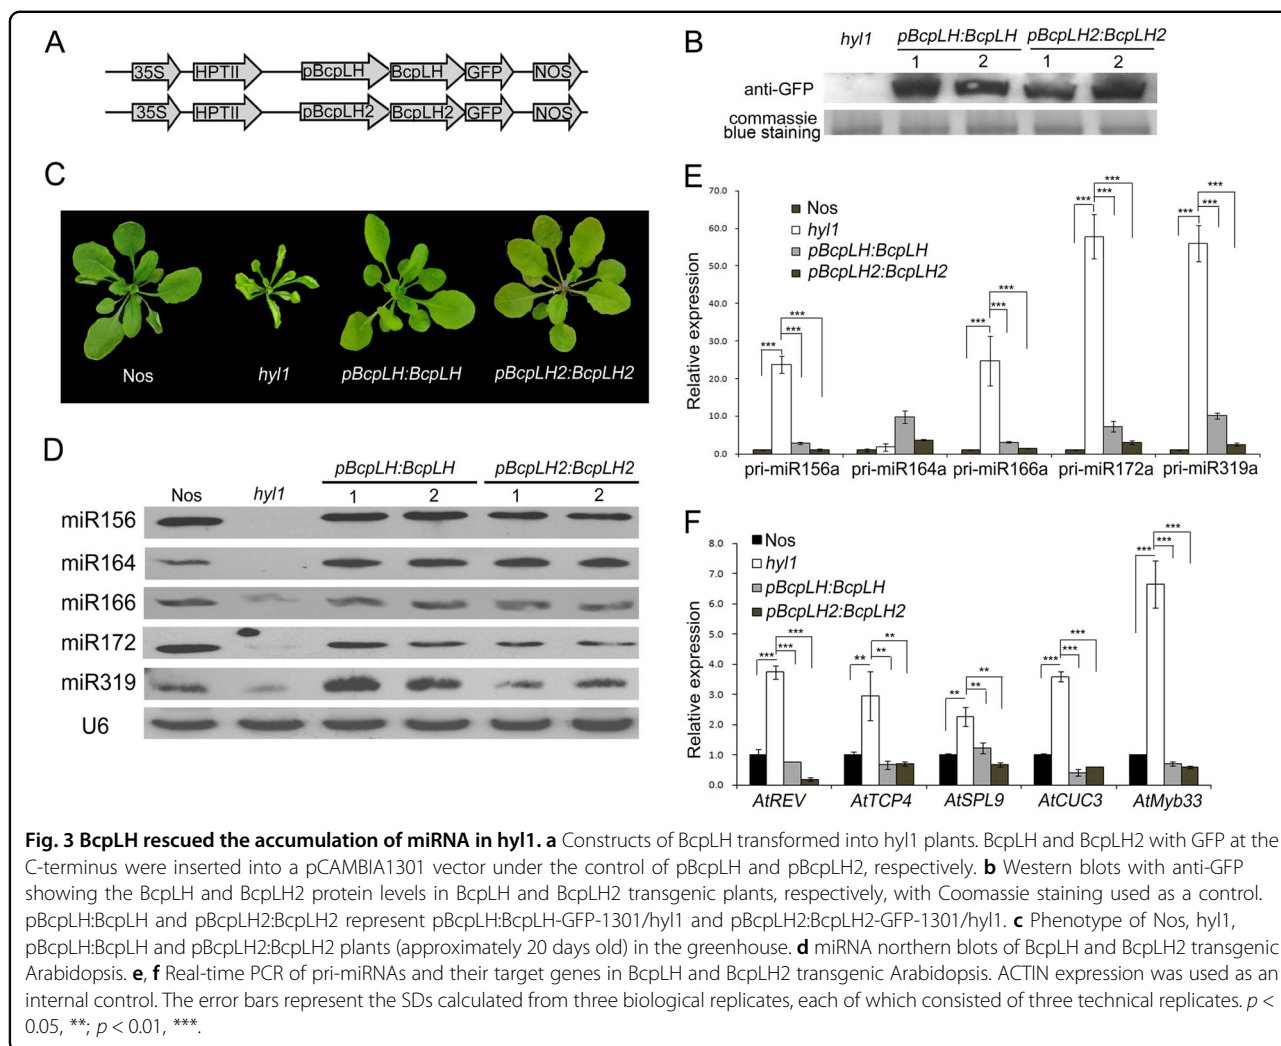 A
35S HPTII pBcpLH BcpLH GFP NOS
35S HPTII pBcpLH2 BcpLH2 GFP NOS
B
hyl1 pBcpLH:BcpLH pBcpLH2:BcpLH2
1 2 1 2
anti-GFP
commassie
blue staining
C
Nos hyl1 pBcpLH:BcpLH pBcpLH2:BcpLH2
D
pBcpLH:BcpLH pBcpLH2:BcpLH2
Nos hyl1 1 2 1 2
miR156
miR164
miR166
miR172
miR319
U6
E
Relative expression
70.0
60.0
50.0
40.0
30.0
20.0
10.0
0.0
Nos
hyl1
pBcpLH:BcpLH
pBcpLH2:BcpLH2
*** *** ***
*** *** ***
*** *** ***
*** *** ***
pri-miR156a pri-miR164a pri-miR166a pri-miR172a pri-miR319a
F
Relative expression
8.0
7.0
6.0
5.0
4.0
3.0
2.0
1.0
0.0
Nos
hyl1
pBcpLH:BcpLH
pBcpLH2:BcpLH2
*** *** ***
** ** **
** ** **
*** *** ***
*** *** ***
AtREV AtTCP4 AtSPL9 AtCUC3 AtMyb33
Fig. 3 BcpLH rescued the accumulation of miRNA in hyl1. a Constructs of BcpLH transformed into hyl1 plants. BcpLH and BcpLH2 with GFP at the
C-terminus were inserted into a pCAMBIA1301 vector under the control of pBcpLH and pBcpLH2, respectively. b Western blots with anti-GFP
showing the BcpLH and BcpLH2 protein levels in BcpLH and BcpLH2 transgenic plants, respectively, with Coomassie staining used as a control.
pBcpLH:BcpLH and pBcpLH2:BcpLH2 represent pBcpLH:BcpLH-GFP-1301/hyl1 and pBcpLH2:BcpLH2-GFP-1301/hyl1. c Phenotype of Nos, hyl1,
pBcpLH:BcpLH and pBcpLH2:BcpLH2 plants (approximately 20 days old) in the greenhouse. d miRNA northern blots of BcpLH and BcpLH2 transgenic
Arabidopsis. e, f Real-time PCR of pri-miRNAs and their target genes in BcpLH and BcpLH2 transgenic Arabidopsis. ACTIN expression was used as an
internal control. The error bars represent the SDs calculated from three biological replicates, each of which consisted of three technical replicates. p <
0.05, **; p < 0.01, ***.